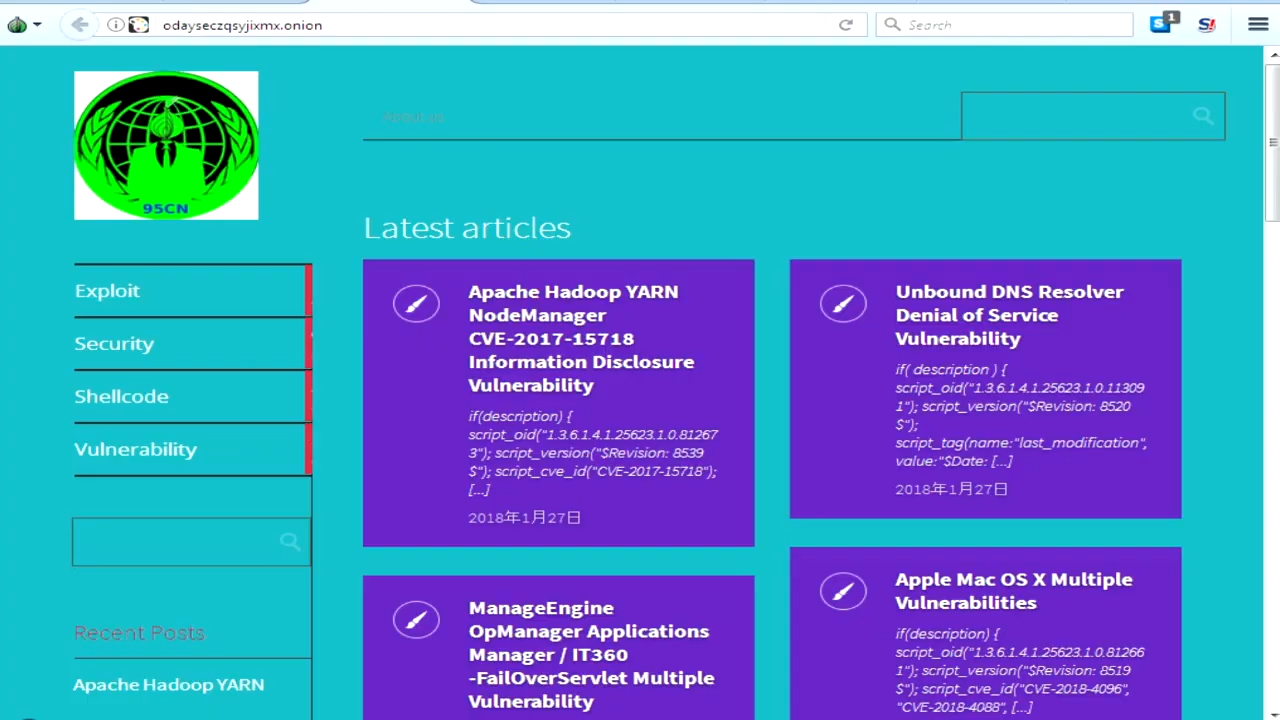 odayseczqsyjixmx.onion
Search
1
S
S!
95CN
About us
Exploit
Security
Shellcode
Vulnerability
Recent Posts
Apache Hadoop YARN
Latest articles
Apache Hadoop YARN
NodeManager
CVE-2017-15718
Information Disclosure
Vulnerability
if(description) {
script_oid("1.3.6.1.4.1.25623.1.0.81267
3"); script_version("$Revision: 8539
$"); script_cve_id("CVE-2017-15718");
[...]
2018年1月27日
Unbound DNS Resolver
Denial of Service
Vulnerability
if( description ) {
script_oid("1.3.6.1.4.1.25623.1.0.11309
1"); script_version("$Revision: 8520
$");
script_tag(name:"last_modification",
value:"$Date: [...]
2018年1月27日
ManageEngine
OpManager Applications
Manager / IT360
-FailOverServlet Multiple
Vulnerability
Apple Mac OS X Multiple
Vulnerabilities
if(description) {
script_oid("1.3.6.1.4.1.25623.1.0.81266
1"); script_version("$Revision: 8519
$"); script_cve_id("CVE-2018-4096",
"CVE-2018-4088", [...]